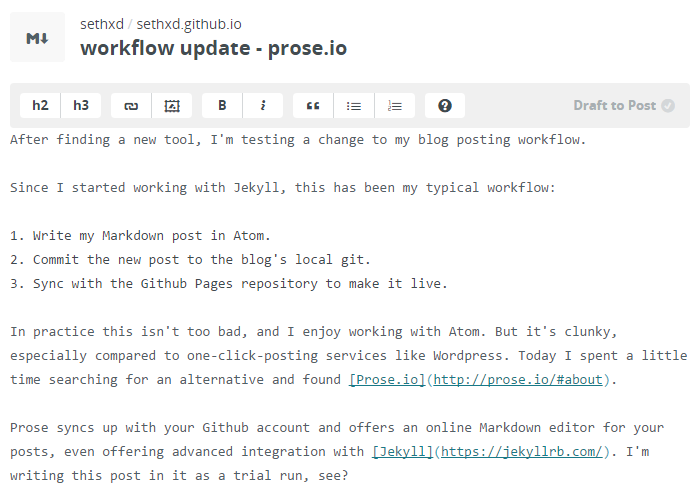 M↓
sethxd / sethxd.github.io
workflow update - prose.io
h2 h3 B i “ ? Draft to Post
After finding a new tool, I'm testing a change to my blog posting workflow.
Since I started working with Jekyll, this has been my typical workflow:
1. Write my Markdown post in Atom.
2. Commit the new post to the blog's local git.
3. Sync with the Github Pages repository to make it live.
In practice this isn't too bad, and I enjoy working with Atom. But it's clunky,
especially compared to one-click-posting services like Wordpress. Today I spent a little
time searching for an alternative and found [Prose.io](http://prose.io/#about).
Prose syncs up with your Github account and offers an online Markdown editor for your
posts, even offering advanced integration with [Jekyll](https://jekyllrb.com/). I'm
writing this post in it as a trial run, see?